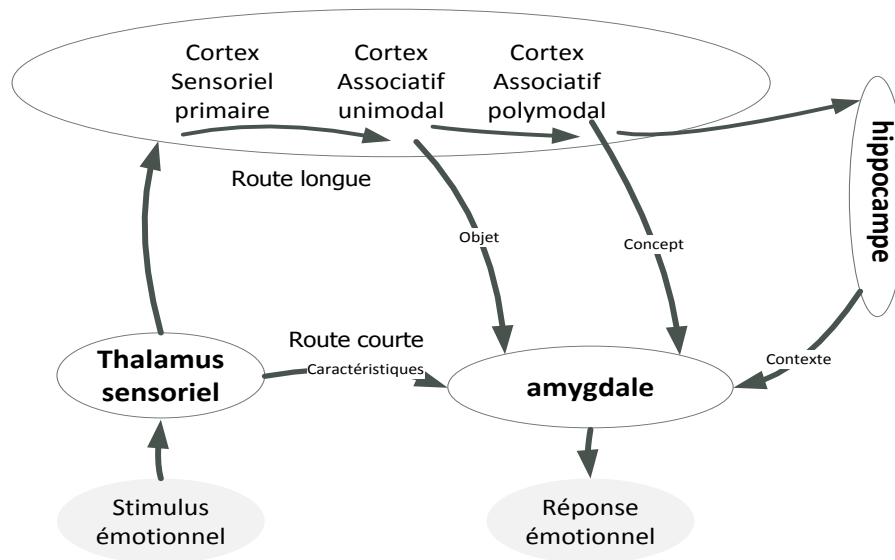 Cortex
Sensoriel
primaire
Cortex
Associatif
unimodal
Cortex
Associatif
polymodal
hippocampe
Route longue
Objet
Concept
Route courte
Caractéristiques
Thalamus
sensoriel
amygdale
Contexte
Stimulus
émotionnel
Réponse
émotionnel